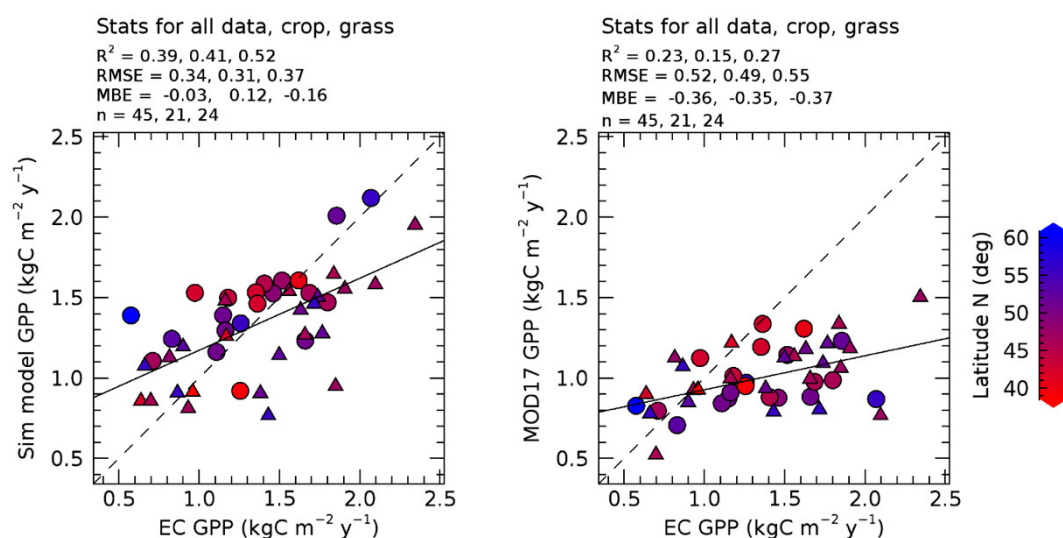 Stats for all data, crop, grass
R² = 0.39, 0.41, 0.52
RMSE = 0.34, 0.31, 0.37
MBE = -0.03, 0.12, -0.16
n = 45, 21, 24
2.5
2.0
1.5
1.0
0.5
0.5 1.0 1.5 2.0 2.5
Sim model GPP (kgC m⁻² y⁻¹)
EC GPP (kgC m⁻² y⁻¹)
Stats for all data, crop, grass
R² = 0.23, 0.15, 0.27
RMSE = 0.52, 0.49, 0.55
MBE = -0.36, -0.35, -0.37
n = 45, 21, 24
2.5
2.0
1.5
1.0
0.5
0.5 1.0 1.5 2.0 2.5
MOD17 GPP (kgC m⁻² y⁻¹)
EC GPP (kgC m⁻² y⁻¹)
Latitude N (deg)
60
55
50
45
40